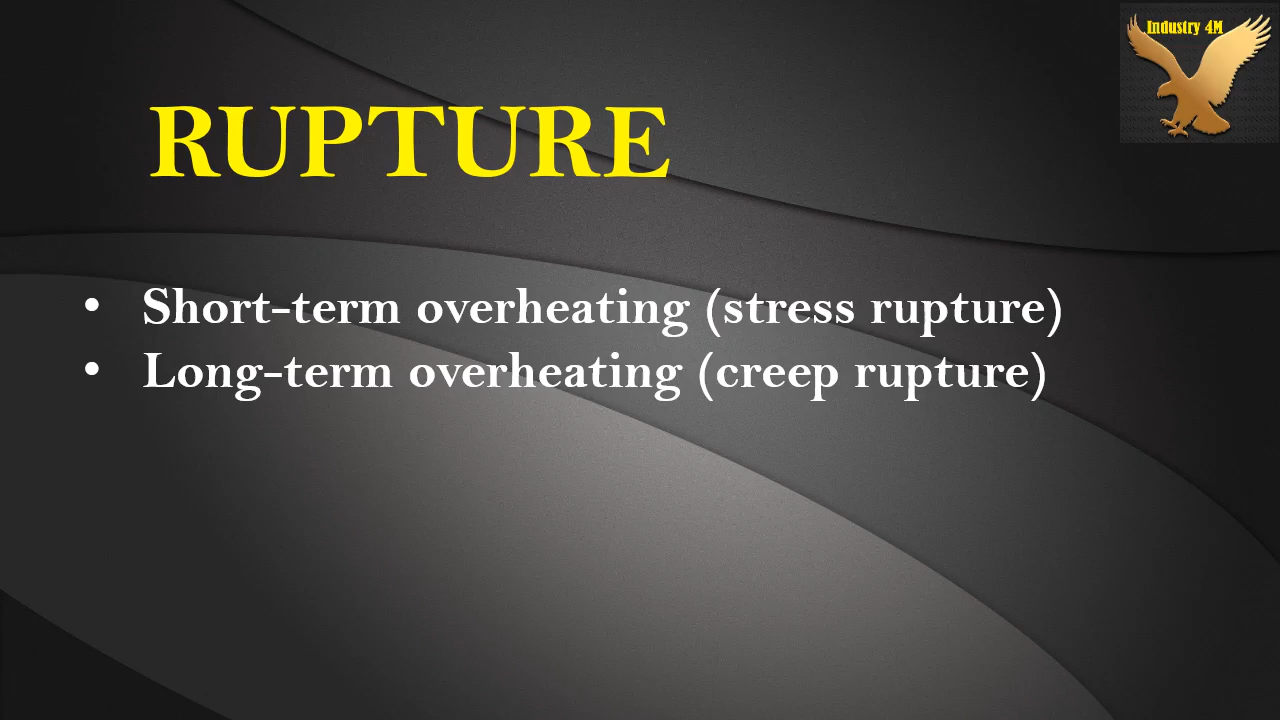 Industry 4M
RUPTURE
• Short-term overheating (stress rupture)
• Long-term overheating (creep rupture)